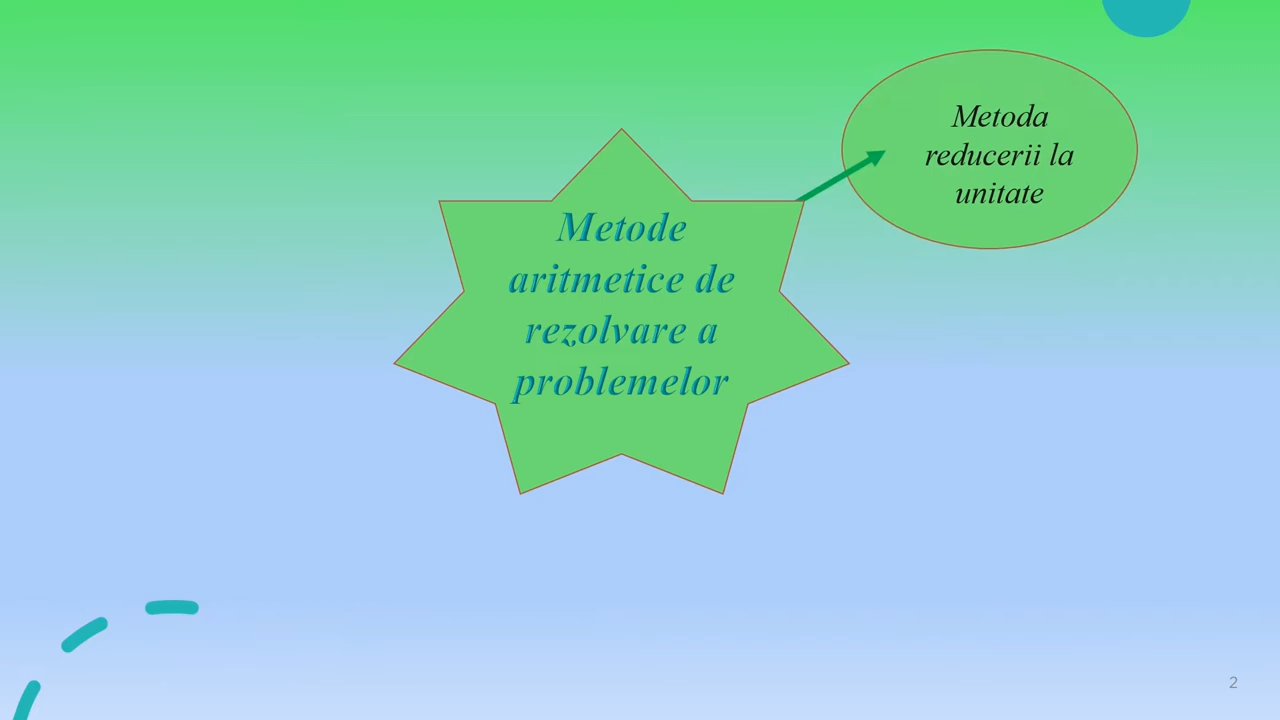 Metoda
reducerii la
unitate
Metode
aritmetice de
rezolvare a
problemelor
2